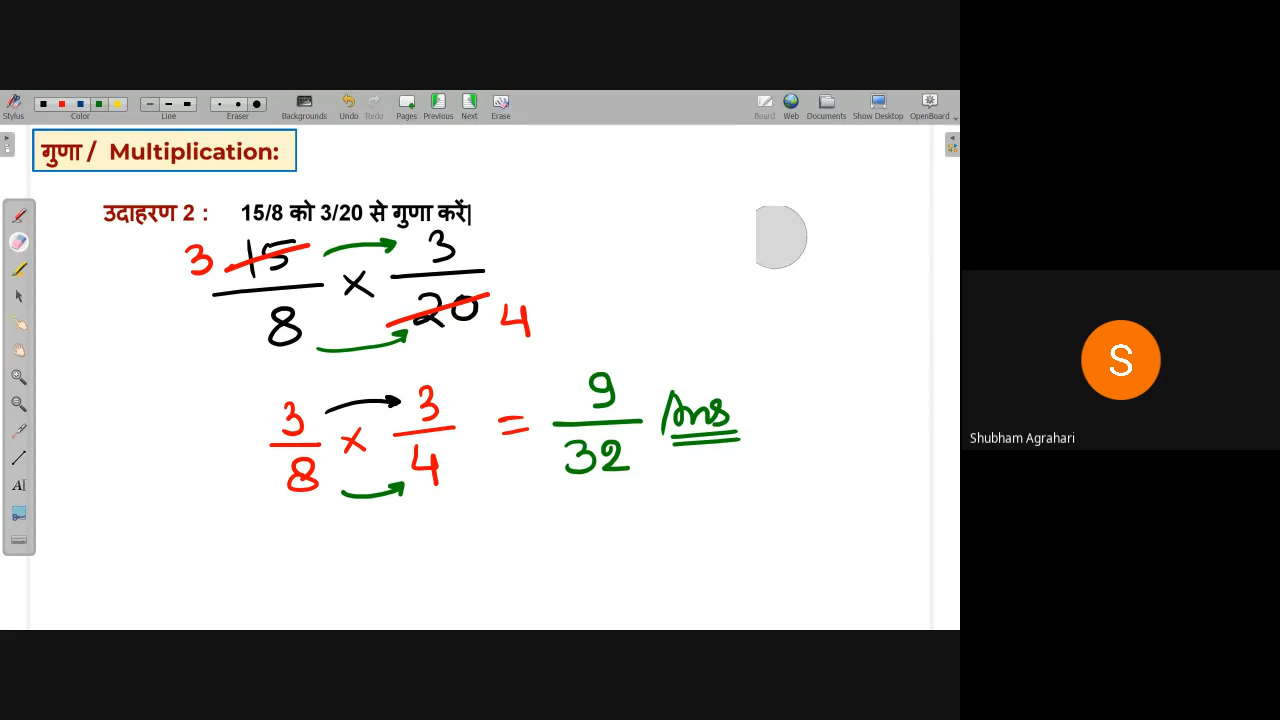 Stylus Color Line Eraser Backgrounds Undo Redo Pages Previous Next Erase Board Web Documents Show Desktop OpenBoard
गुणा / Multiplication:
उदाहरण 2 : 15/8 को 3/20 से गुणा करें|
3 15 × 3
8 20 4
3 × 3 = 9 Ans
8 4 32
S
Shubham Agrahari